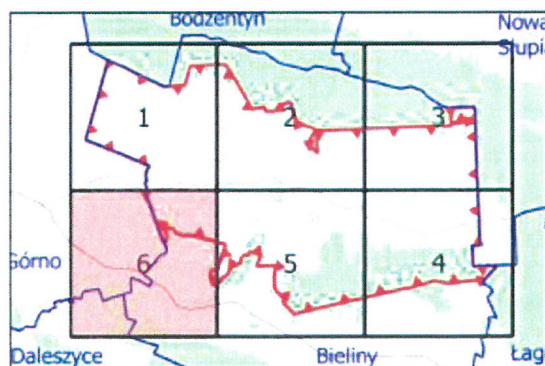 Bodzentyn
Nowa
Słupia
1
2
3
Górno
6
5
4
Daleszyce
Bieliny
Łag